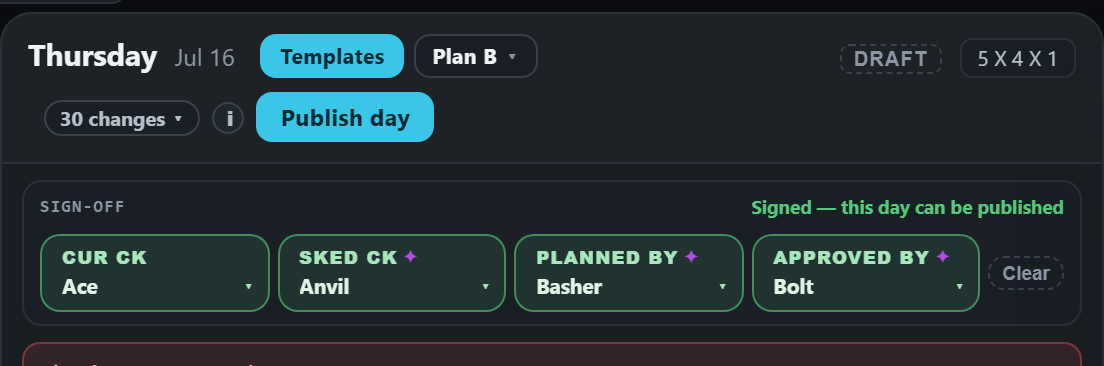 Thursday Jul 16 Templates Plan B DRAFT 5 X 4 X 1
30 changes i Publish day
SIGN-OFF Signed — this day can be published
CUR CK SKED CK PLANNED BY APPROVED BY
Ace Anvil Basher Bolt Clear